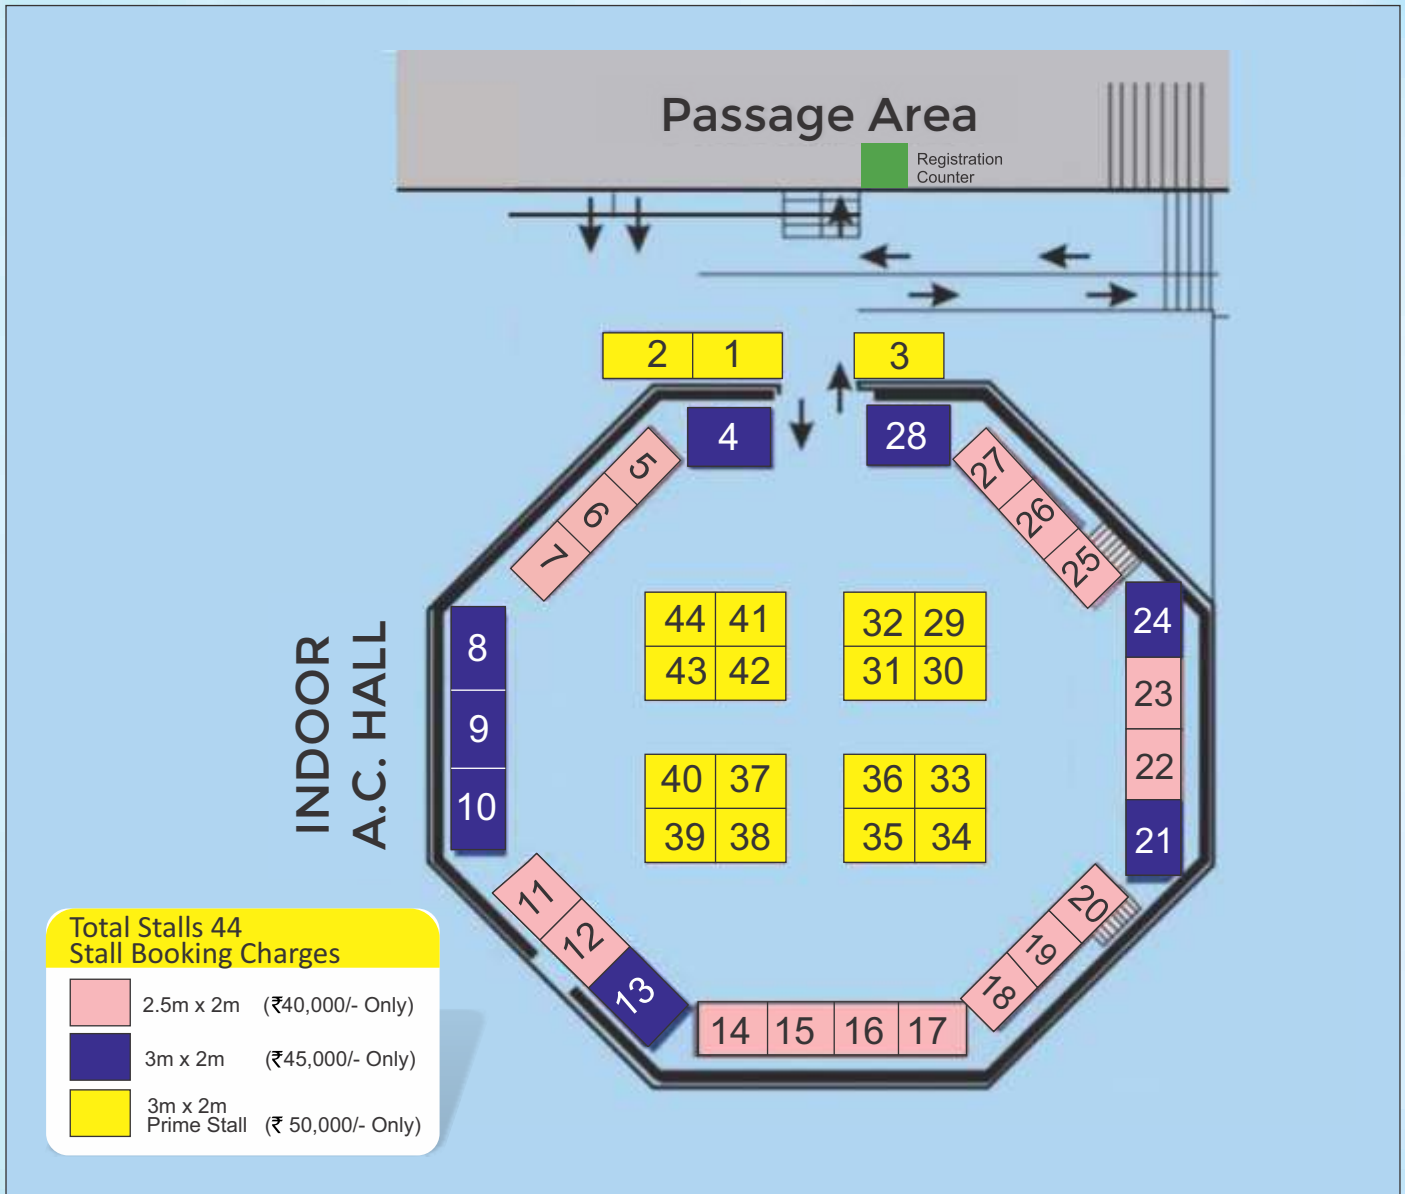 Passage Area
Registration
Counter
2 1 3
4 28
5 27
6 26
7 25
8 44 41 32 29 24
43 42 31 30 23
9
40 37 36 33 22
10 39 38 35 34 21
INDOOR
A.C. HALL
11 20
12 19
13 18
14 15 16 17
Total Stalls 44
Stall Booking Charges
2.5m x 2m (₹40,000/- Only)
3m x 2m (₹45,000/- Only)
3m x 2m
Prime Stall (₹ 50,000/- Only)